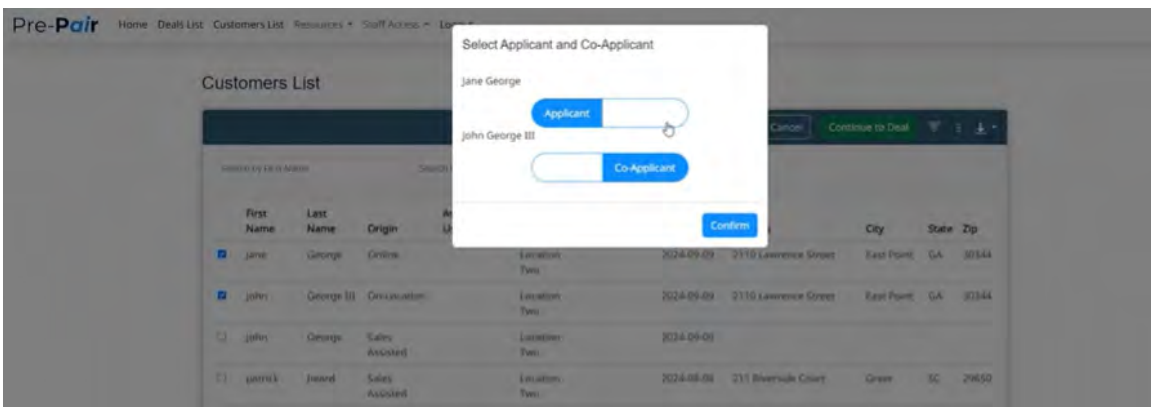 Pre-Pair Home Deals List Customers List Resources Staff Access
Select Applicant and Co-Applicant
Customers List
Jane George
Applicant
Cancel Continue to Deal
John George III
Co-Applicant
Confirm
First Name Last Name Origin City State Zip
Jane George Online Location Two 2024-09-09 2110 Lawrence Street East Point GA 30344
John George III On-Location Location Two 2024-09-09 2110 Lawrence Street East Point GA 30344
John George Sales Assisted Location Two 2024-09-09
patrick Sales Assisted Location Two 2024-08-08 211 Riverside Court Greer SC 29650